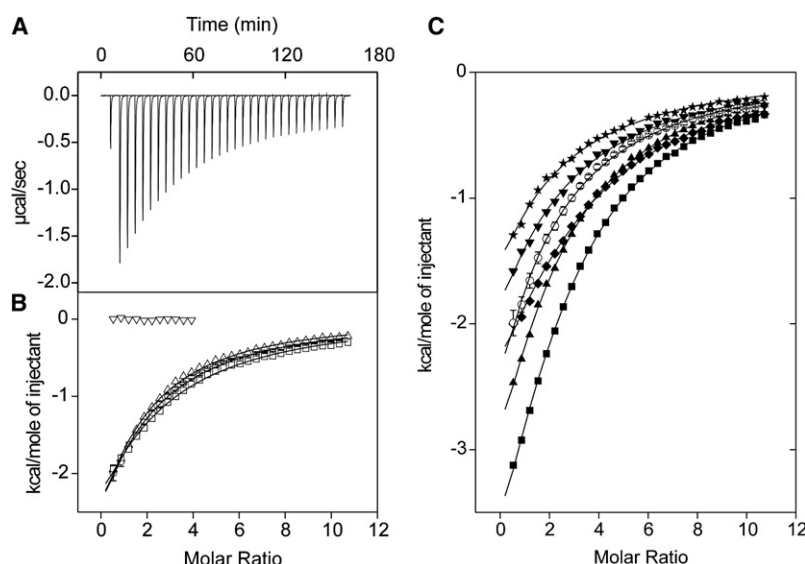 A
Time (min)
0 60 120 180
0.0
-0.5
-1.0
-1.5
-2.0
µcal/sec
B
0
-1
-2
kcal/mole of injectant
0 2 4 6 8 10 12
Molar Ratio
C
0
-1
-2
-3
kcal/mole of injectant
0 2 4 6 8 10 12
Molar Ratio